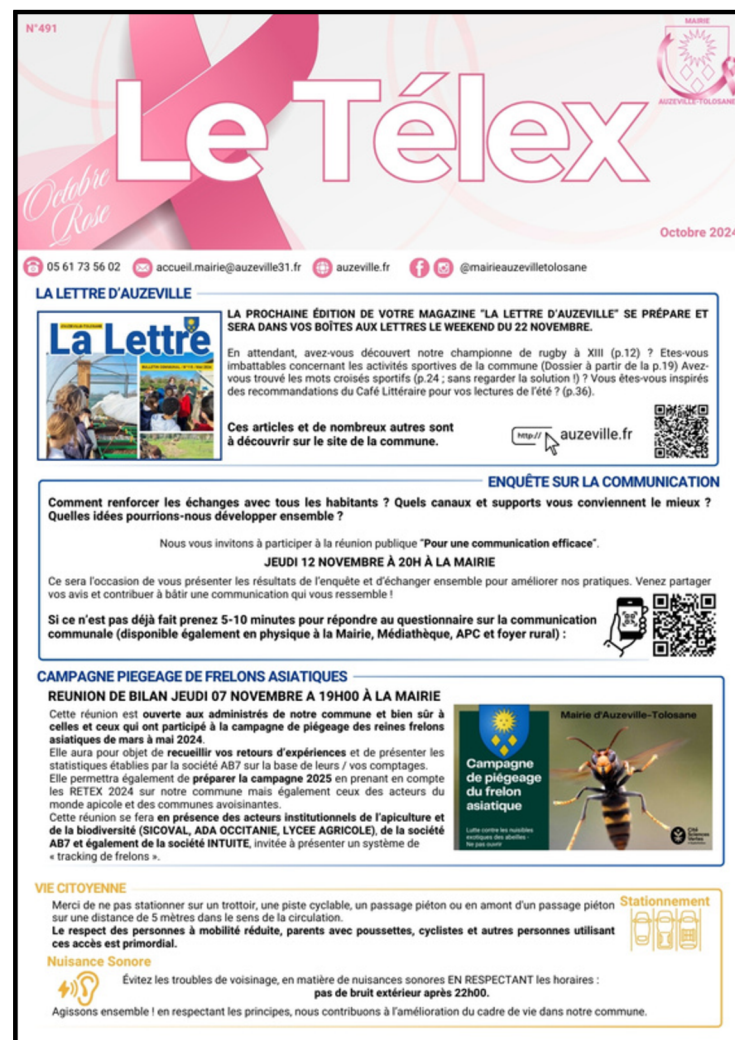 N°491
MAIRIE
AUZEVILLE-TOLOSANE
Le Télex
Octobre
Rose
Octobre 2024
05 61 73 56 02 accueil.mairie@auzeville31.fr auzeville.fr @mairieauzevilletolosane
LA LETTRE D'AUZEVILLE
La Lettre
LA PROCHAINE ÉDITION DE VOTRE MAGAZINE "LA LETTRE D'AUZEVILLE" SE PRÉPARE ET
SERA DANS VOS BOÎTES AUX LETTRES LE WEEKEND DU 22 NOVEMBRE.
En attendant, avez-vous découvert notre championne de rugby à XIII (p.12) ? Etes-vous
imbattables concernant les activités sportives de la commune (Dossier à partir de la p.19) Avez-
vous trouvé les mots croisés sportifs (p.24 ; sans regarder la solution !) ? Vous êtes-vous inspirés
des recommandations du Café Littéraire pour vos lectures de l'été ? (p.36).
Ces articles et de nombreux autres sont
à découvrir sur le site de la commune.
http:// auzeville.fr
ENQUÊTE SUR LA COMMUNICATION
Comment renforcer les échanges avec tous les habitants ? Quels canaux et supports vous conviennent le mieux ?
Quelles idées pourrions-nous développer ensemble ?
Nous vous invitons à participer à la réunion publique "Pour une communication efficace".
JEUDI 12 NOVEMBRE À 20H À LA MAIRIE
Ce sera l'occasion de vous présenter les résultats de l'enquête et d'échanger ensemble pour améliorer nos pratiques. Venez partager
vos avis et contribuer à bâtir une communication qui vous ressemble !
Si ce n'est pas déjà fait prenez 5-10 minutes pour répondre au questionnaire sur la communication
communale (disponible également en physique à la Mairie, Médiathèque, APC et foyer rural) :
CAMPAGNE PIEGEAGE DE FRELONS ASIATIQUES
REUNION DE BILAN JEUDI 07 NOVEMBRE A 19H00 À LA MAIRIE
Cette réunion est ouverte aux administrés de notre commune et bien sûr à
celles et ceux qui ont participé à la campagne de piégeage des reines frelons
asiatiques de mars à mai 2024.
Elle aura pour objet de recueillir vos retours d'expériences et de présenter les
statistiques établies par la société AB7 sur la base de leurs / vos comptages.
Elle permettra également de préparer la campagne 2025 en prenant en compte
les RETEX 2024 sur notre commune mais également ceux des acteurs du
monde apicole et des communes avoisinantes.
Cette réunion se fera en présence des acteurs institutionnels de l'apiculture et
de la biodiversité (SICOVAL, ADA OCCITANIE, LYCEE AGRICOLE), de la société
AB7 et également de la société INTUITE, invitée à présenter un système de
« tracking de frelons ».
Mairie d'Auzeville-Tolosane
Campagne
de piégeage
du frelon
asiatique
Lutte contre les nuisibles
exotiques des abeilles -
Ne pas ouvrir
Cité
Sciences
Vertes
VIE CITOYENNE
Merci de ne pas stationner sur un trottoir, une piste cyclable, un passage piéton ou en amont d'un passage piéton
sur une distance de 5 mètres dans le sens de la circulation.
Le respect des personnes à mobilité réduite, parents avec poussettes, cyclistes et autres personnes utilisant
ces accès est primordial.
Stationnement
Nuisance Sonore
Évitez les troubles de voisinage, en matière de nuisances sonores EN RESPECTANT les horaires :
pas de bruit extérieur après 22h00.
Agissons ensemble ! en respectant les principes, nous contribuons à l'amélioration du cadre de vie dans notre commune.